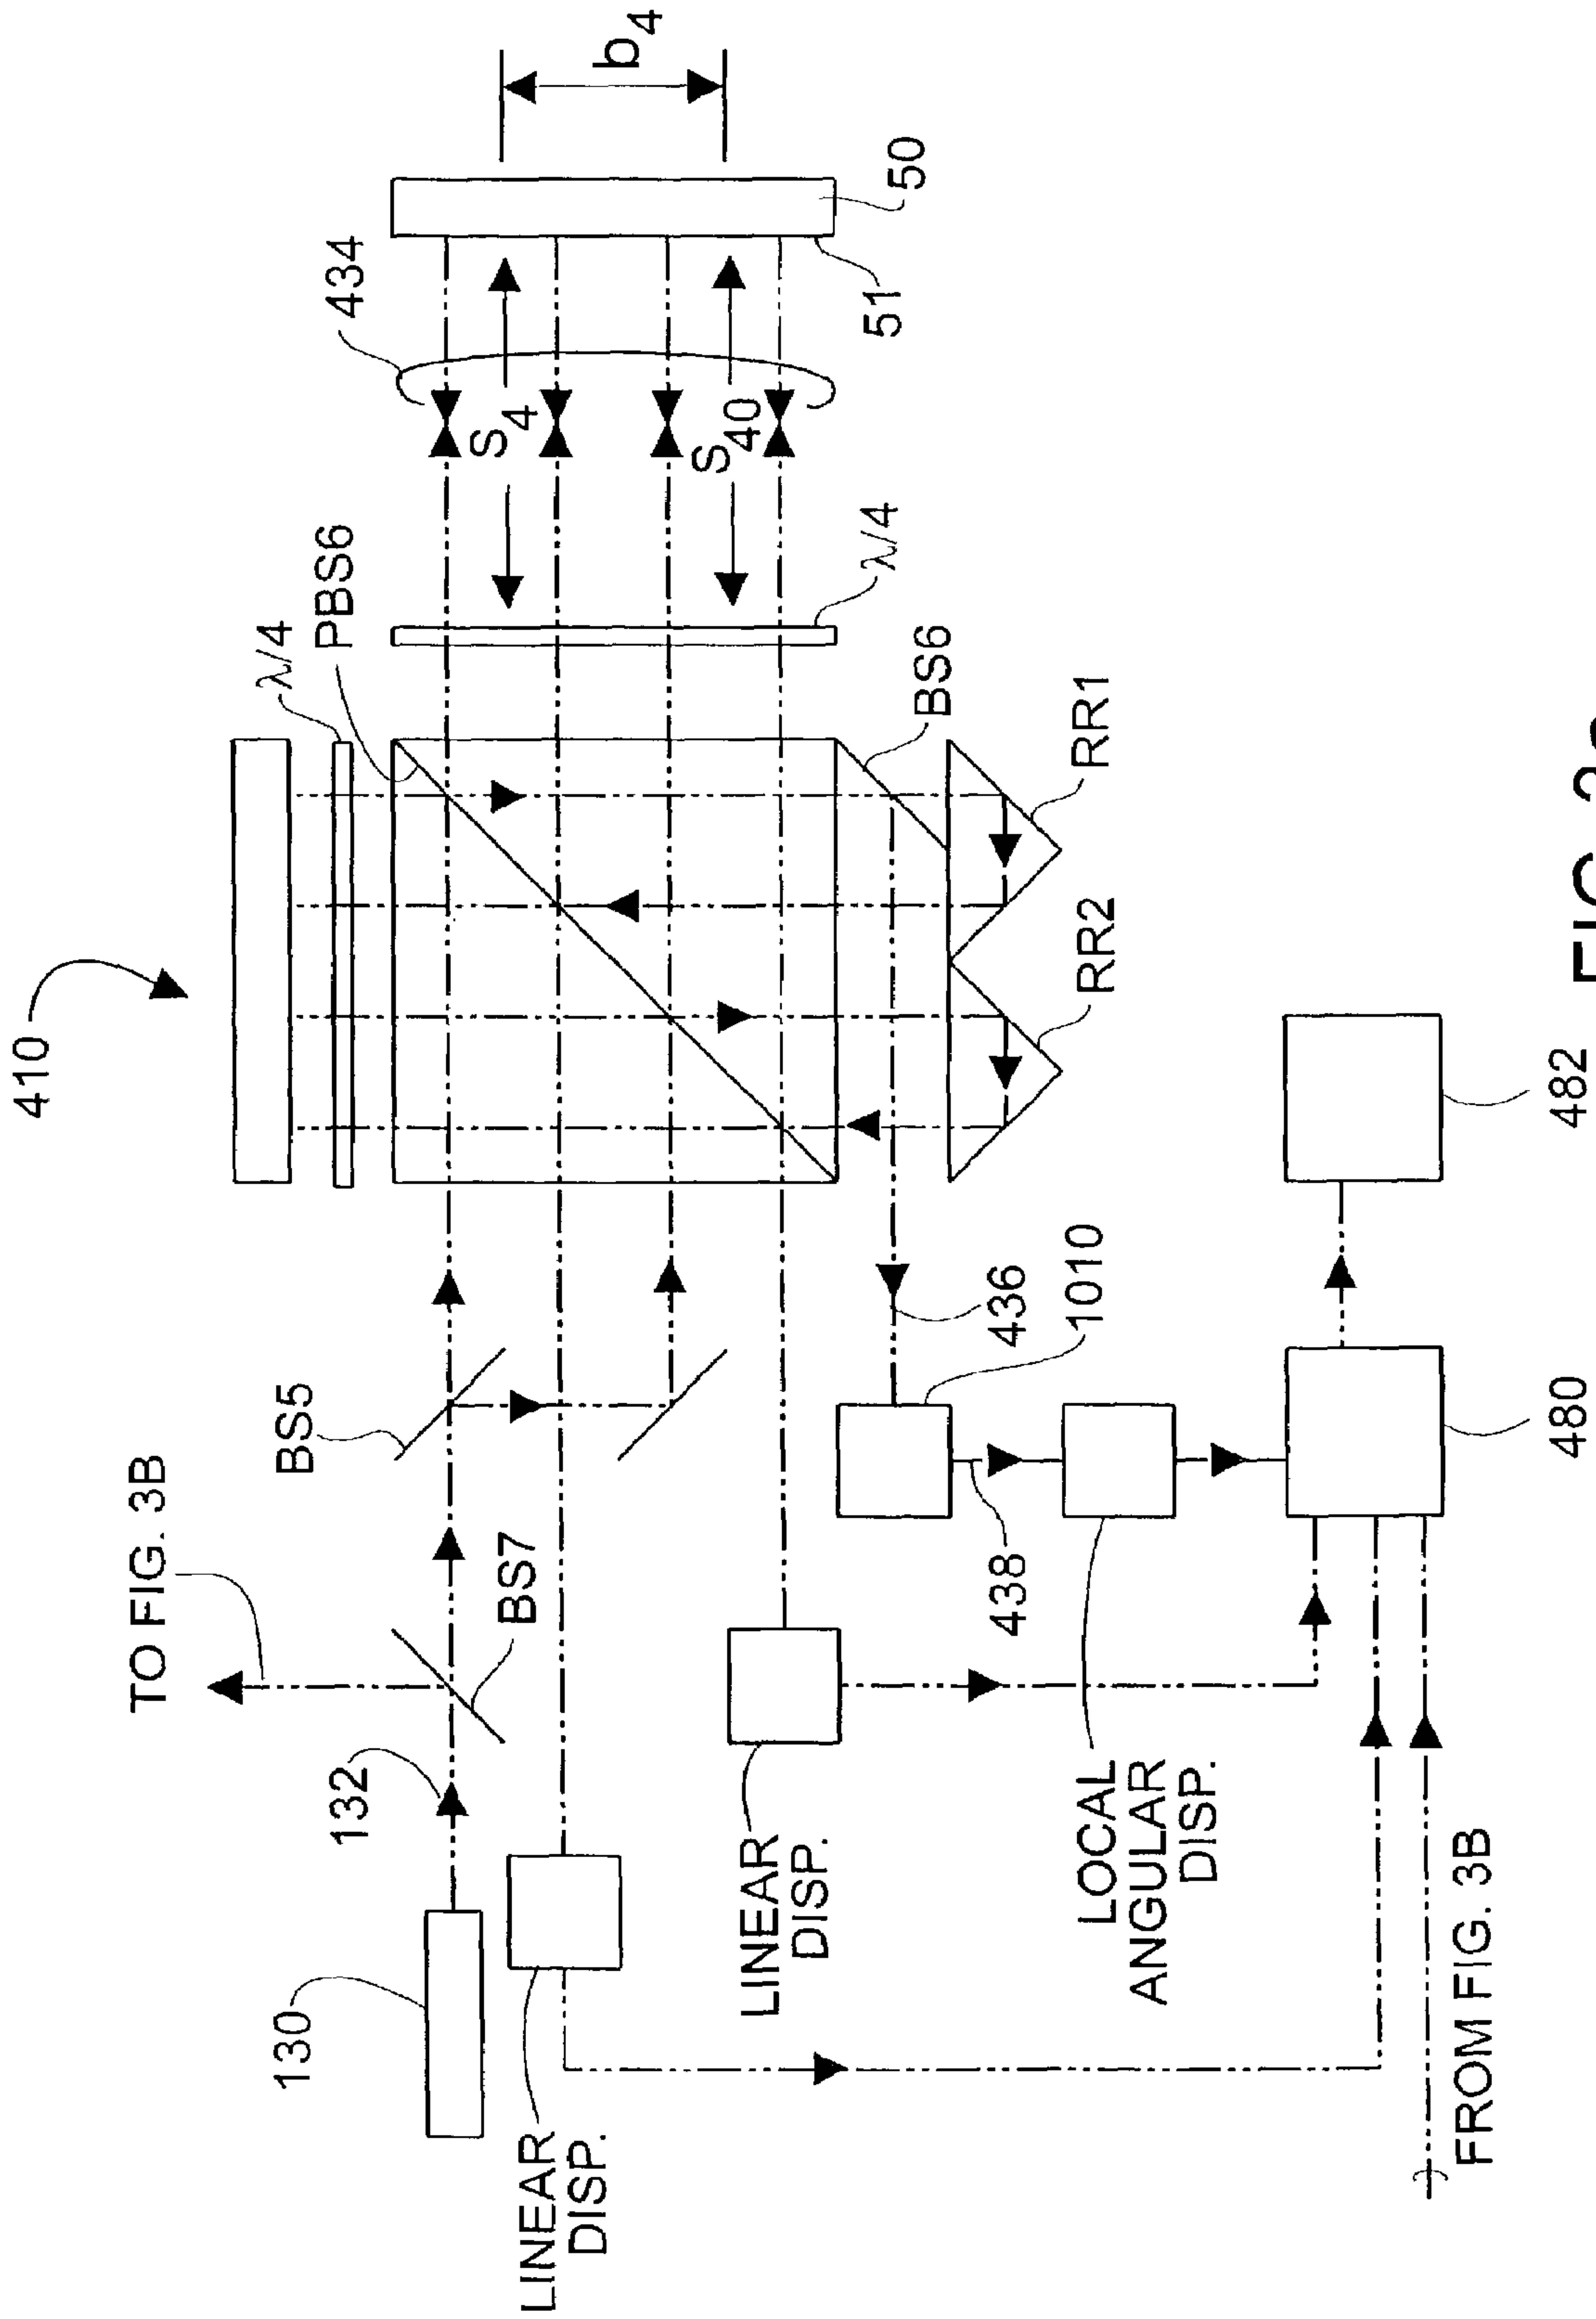 410
λ/4
PBS6
434
S4
b4
50
51
S40
λ/4
BS6
RR1
RR2
TO FIG. 3B
BS5
BS7
132
130
LINEAR
DISP.
LINEAR
DISP.
436
1010
438
LOCAL
ANGULAR
DISP.
480
482
FROM FIG. 3B